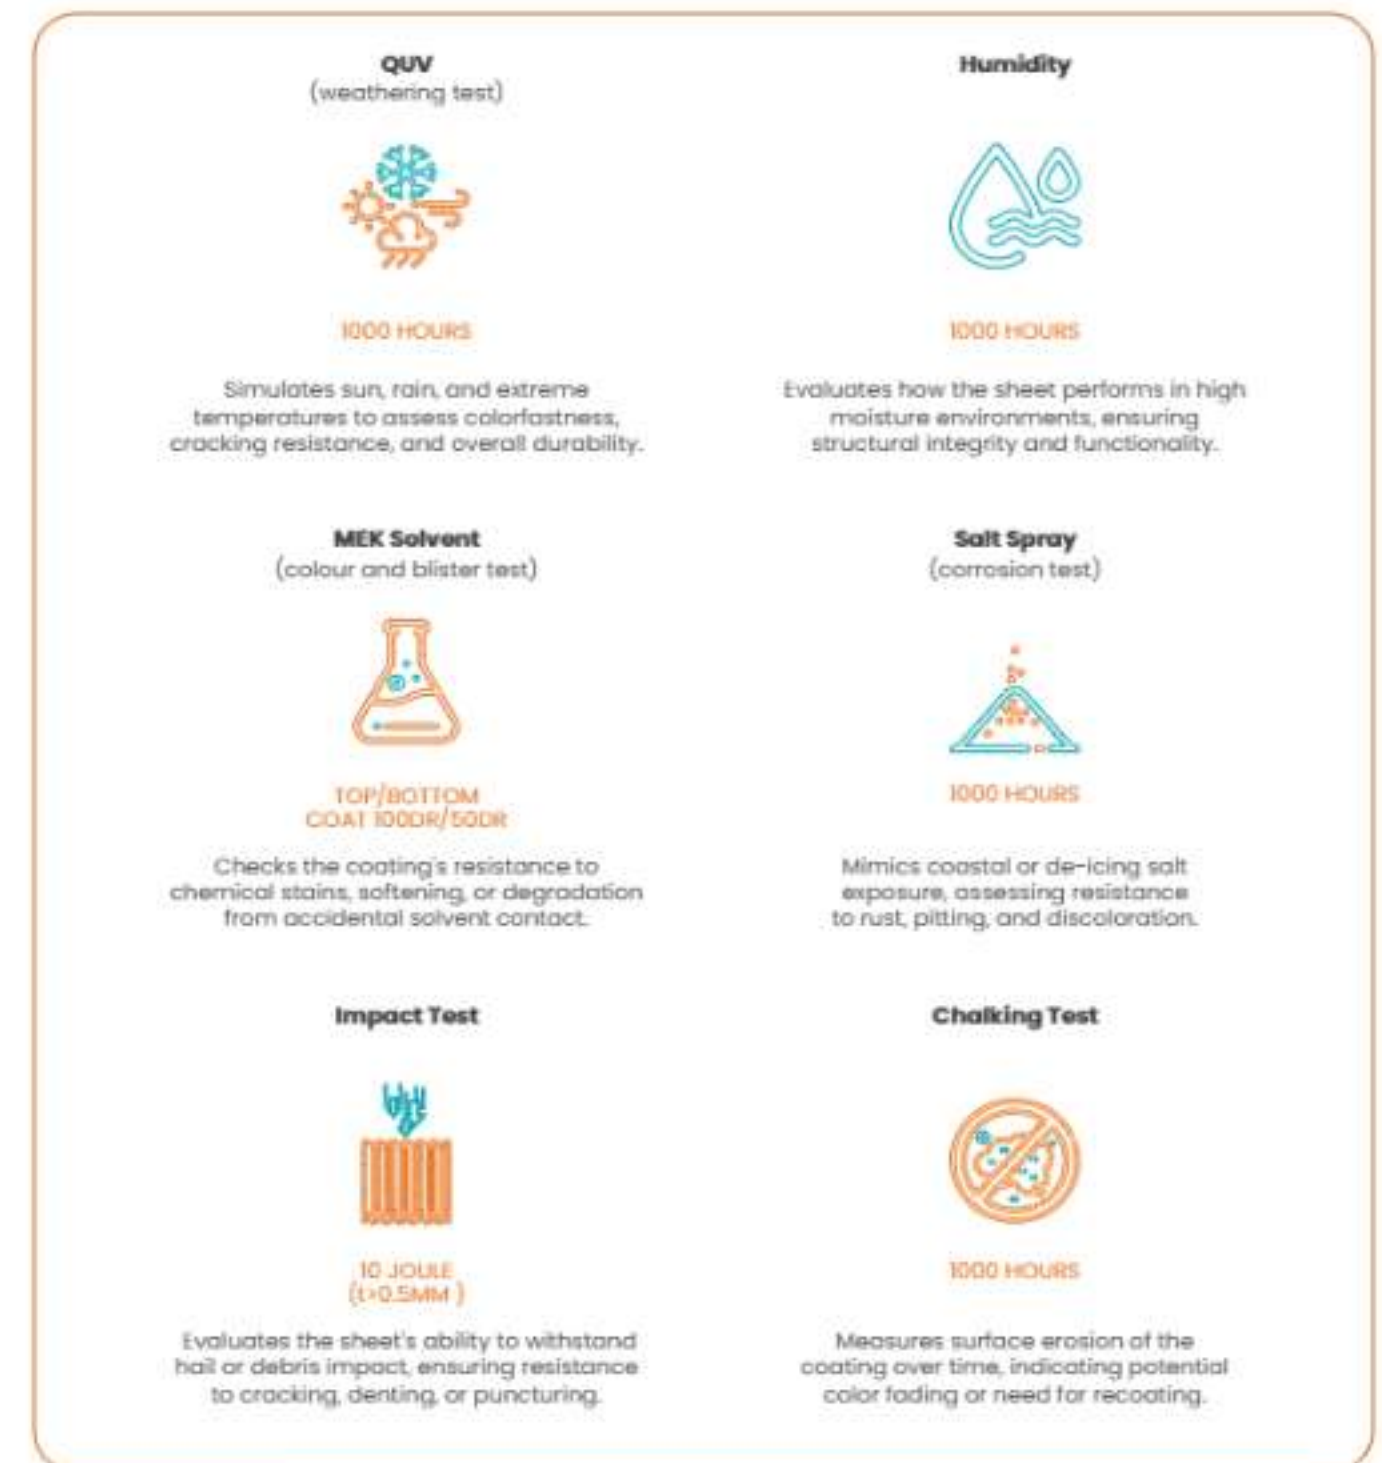 QUV
(weathering test)
1000 HOURS
Simulates sun, rain, and extreme
temperatures to assess colorfastness,
cracking resistance, and overall durability.
Humidity
1000 HOURS
Evaluates how the sheet performs in high
moisture environments, ensuring
structural integrity and functionality.
MEK Solvent
(colour and blister test)
TOP/BOTTOM
COAT 100DR/50DR
Checks the coating's resistance to
chemical stains, softening, or degradation
from accidental solvent contact.
Salt Spray
(corrosion test)
1000 HOURS
Mimics coastal or de-icing salt
exposure, assessing resistance
to rust, pitting, and discoloration.
Impact Test
10 JOULE
(t>0.5MM )
Evaluates the sheet's ability to withstand
hail or debris impact, ensuring resistance
to cracking, denting, or puncturing.
Chalking Test
1000 HOURS
Measures surface erosion of the
coating over time, indicating potential
color fading or need for recoating.